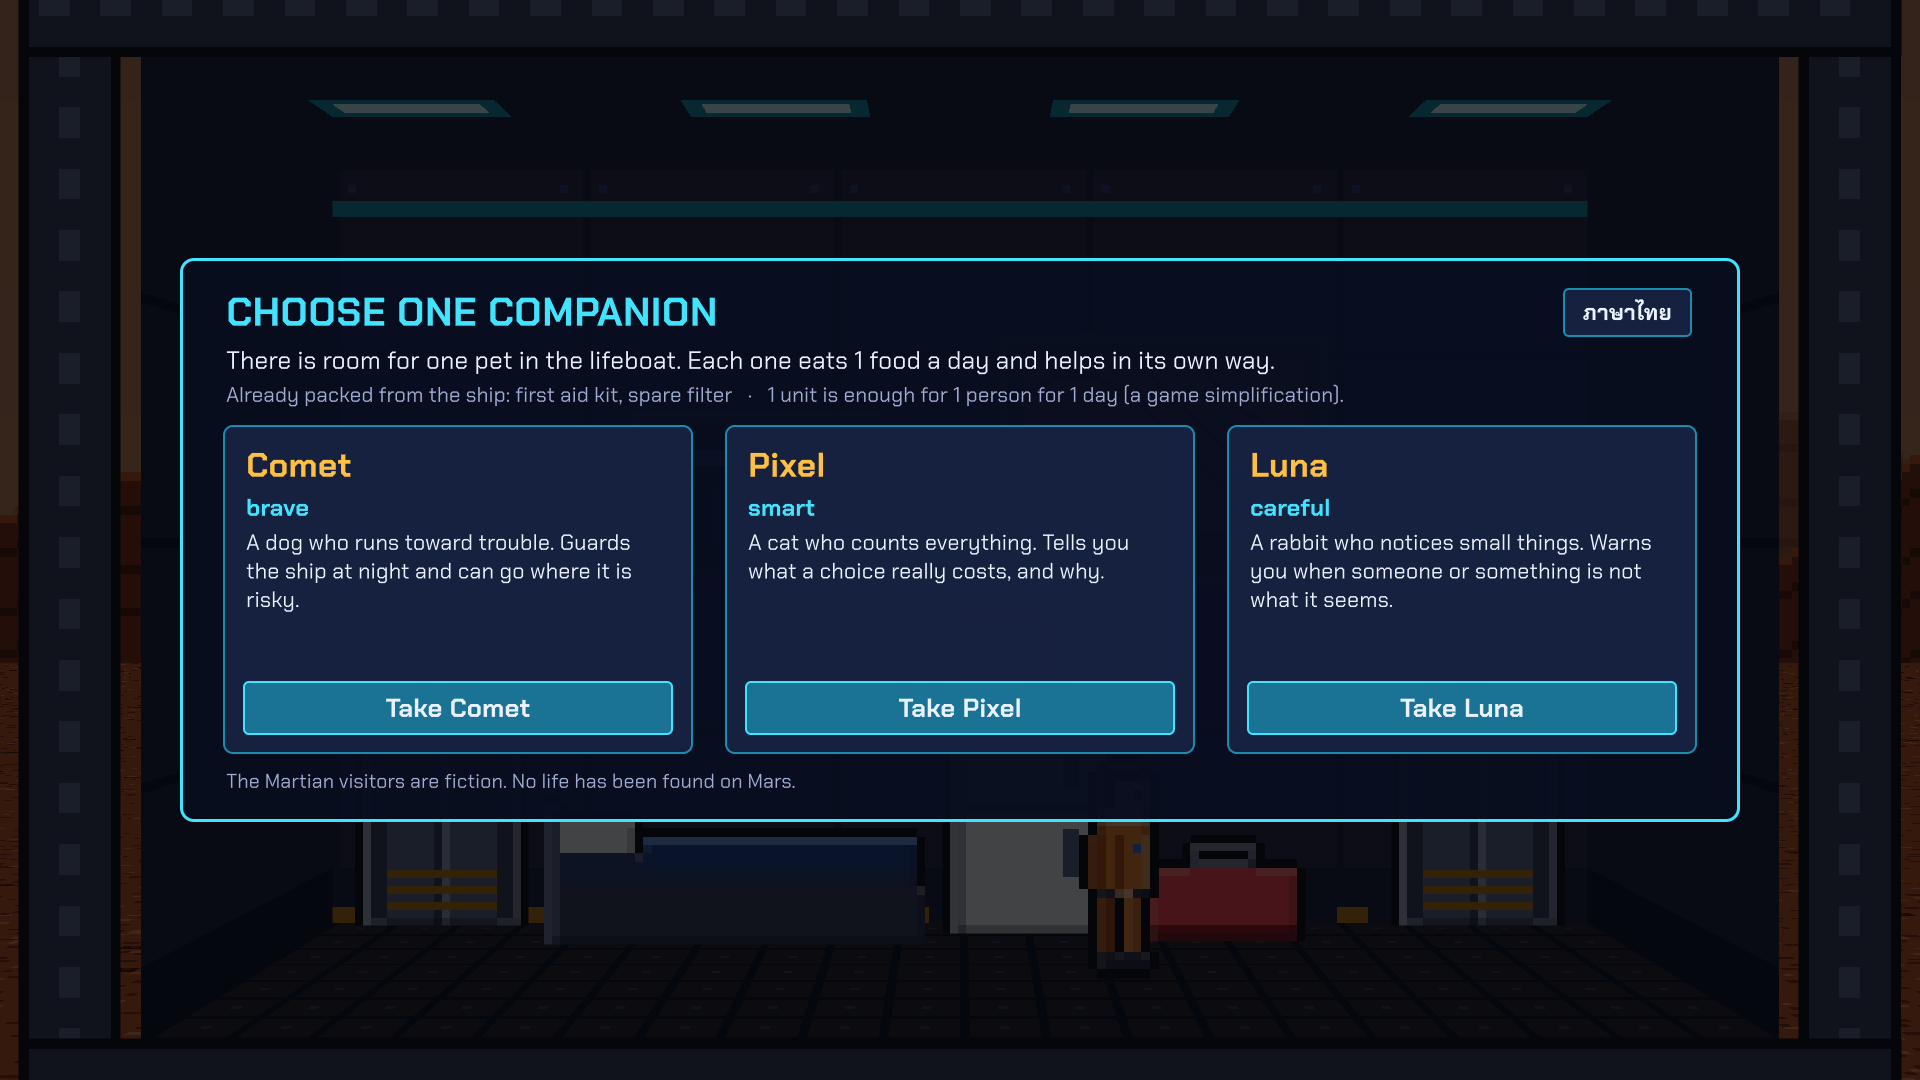 CHOOSE ONE COMPANION
ภาษาไทย
There is room for one pet in the lifeboat. Each one eats 1 food a day and helps in its own way.
Already packed from the ship: first aid kit, spare filter · 1 unit is enough for 1 person for 1 day (a game simplification).
Comet
brave
A dog who runs toward trouble. Guards
the ship at night and can go where it is
risky.
Take Comet
Pixel
smart
A cat who counts everything. Tells you
what a choice really costs, and why.
Take Pixel
Luna
careful
A rabbit who notices small things. Warns
you when someone or something is not
what it seems.
Take Luna
The Martian visitors are fiction. No life has been found on Mars.